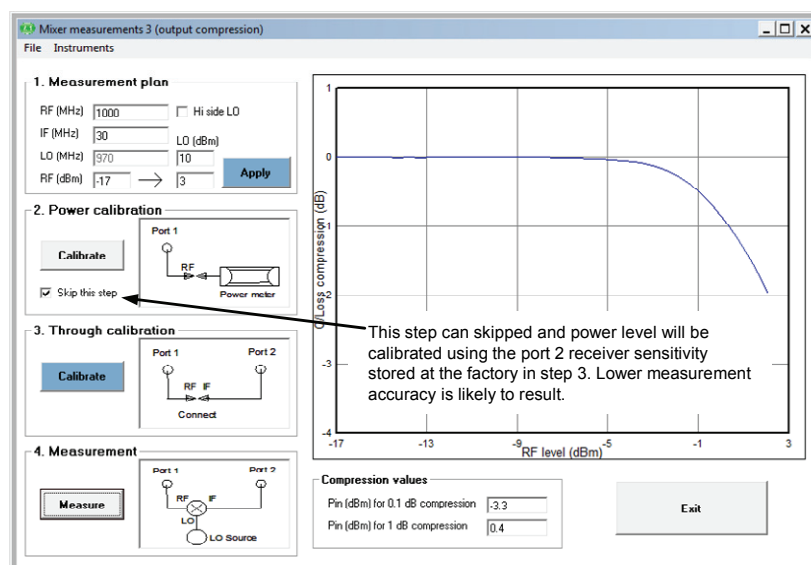 Mixer measurements 3 (output compression)
File Instruments
1. Measurement plan
RF (MHz) 1000 Hi side LO
IF (MHz) 30 LO (dBm)
LO (MHz) 970 10
RF (dBm) -17 3 Apply
2. Power calibration
Calibrate
Skip this step
Port 1
RF
Power meter
3. Through calibration
Calibrate
Port 1 Port 2
RF IF
Connect
4. Measurement
Measure
Port 1 Port 2
RF IF
LO
LO Source
C/Loss compression (dB)
1
0
-1
-2
-3
-4
-17 -13 -9 -5 -1 3
RF level (dBm)
This step can skipped and power level will be
calibrated using the port 2 receiver sensitivity
stored at the factory in step 3. Lower measurement
accuracy is likely to result.
Compression values
Pin (dBm) for 0.1 dB compression -3.3
Pin (dBm) for 1 dB compression 0.4
Exit